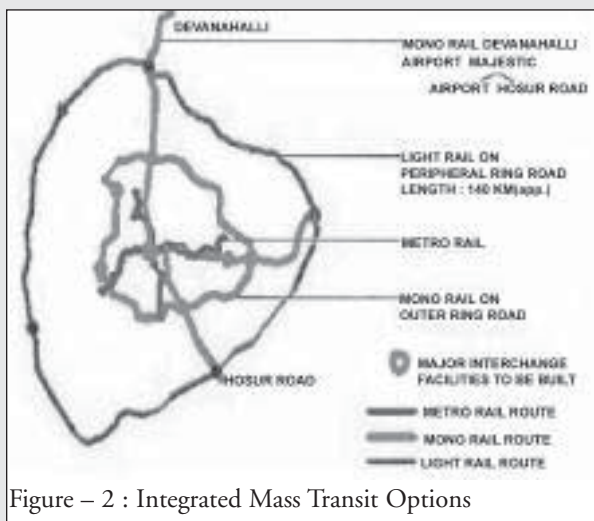 DEVANAHALLI
MONO RAIL DEVANAHALLI
AIRPORT MAJESTIC
AIRPORT HOSUR ROAD
LIGHT RAIL ON
PERIPHERAL RING ROAD
LENGTH : 140 KM(app.)
METRO RAIL
MONO RAIL ON
OUTER RING ROAD
HOSUR ROAD
MAJOR INTERCHANGE
FACILITIES TO BE BUILT
METRO RAIL ROUTE
MONO RAIL ROUTE
LIGHT RAIL ROUTE
Figure – 2 : Integrated Mass Transit Options